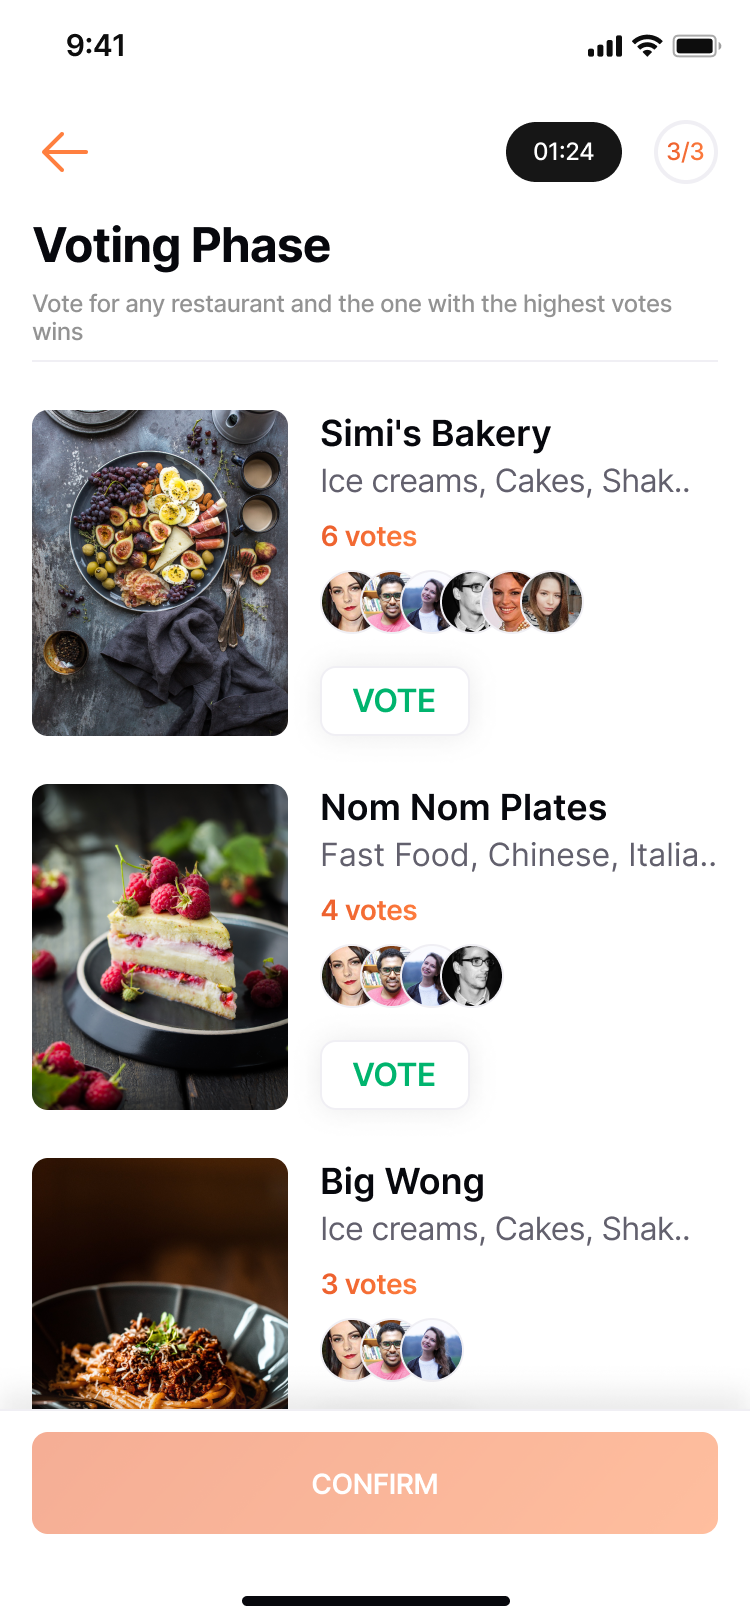 9:41
01:24
3/3
Voting Phase
Vote for any restaurant and the one with the highest votes
wins
Simi's Bakery
Ice creams, Cakes, Shak..
6 votes
VOTE
Nom Nom Plates
Fast Food, Chinese, Italia..
4 votes
VOTE
Big Wong
Ice creams, Cakes, Shak..
3 votes
CONFIRM